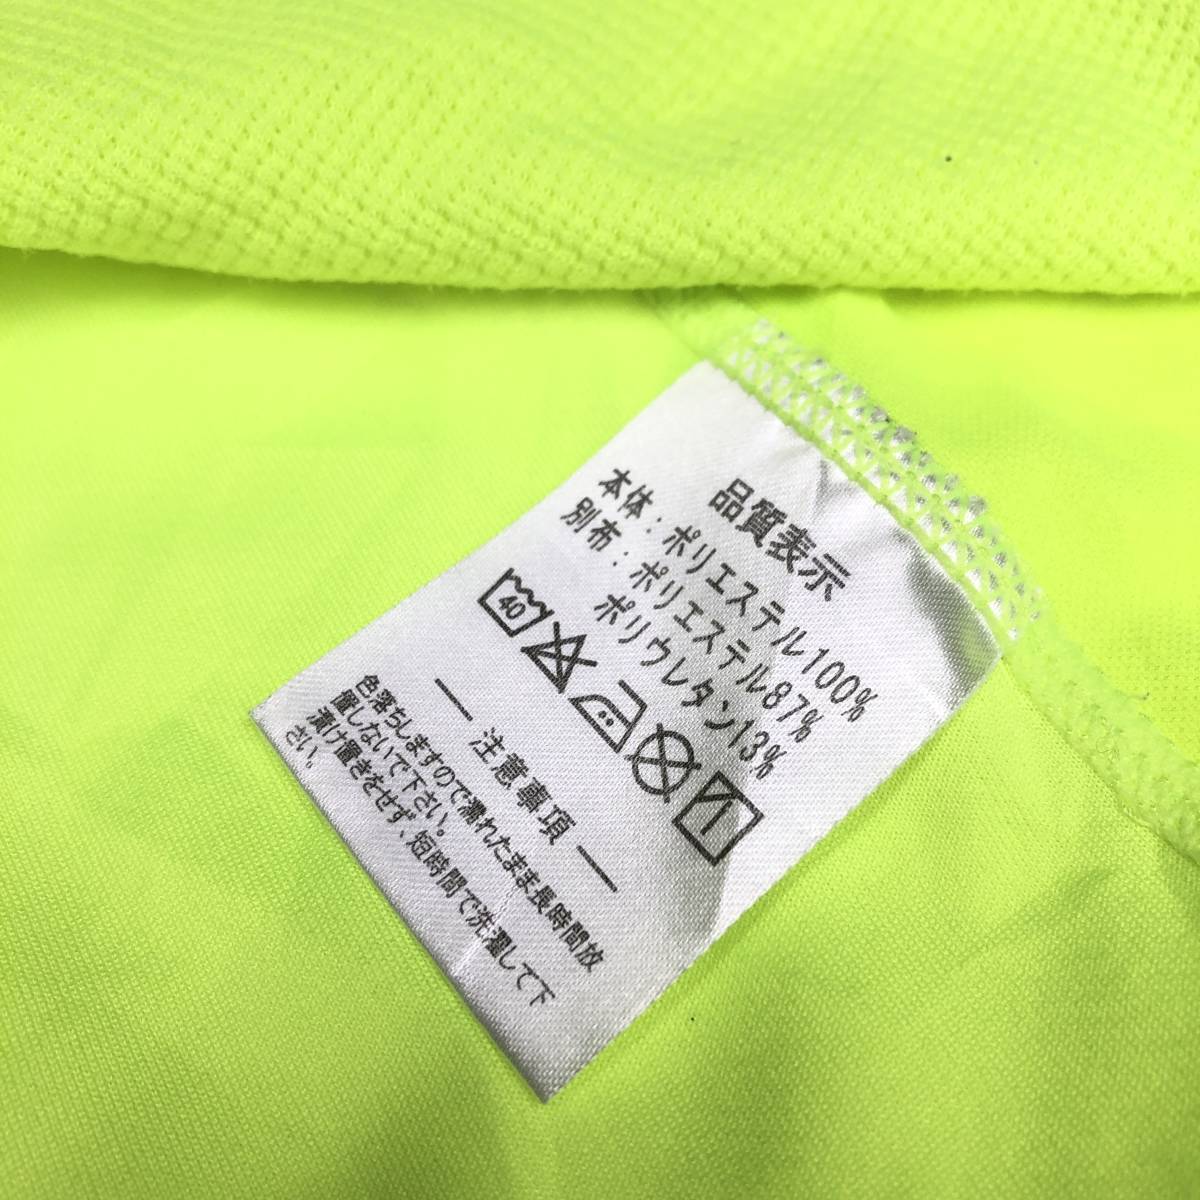 品質表示
本体：ポリエステル100%
別布：ポリエステル87%
ポリウレタン13%
40
— 注意事項 —
色落ちしますので濡れたまま長時間放
置しないで下さい。
漬け置きをせず、短時間で洗濯して下
さい。